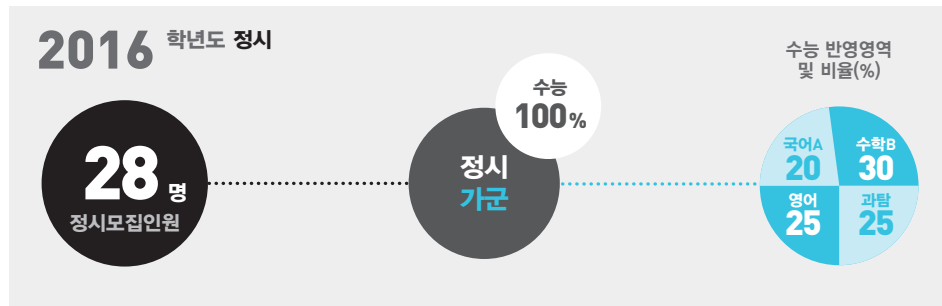 2016 학년도 정시
28명
정시모집인원
정시
가군
수능
100%
수능 반영영역
및 비율(%)
국어A
20
수학B
30
영어
25
과탐
25